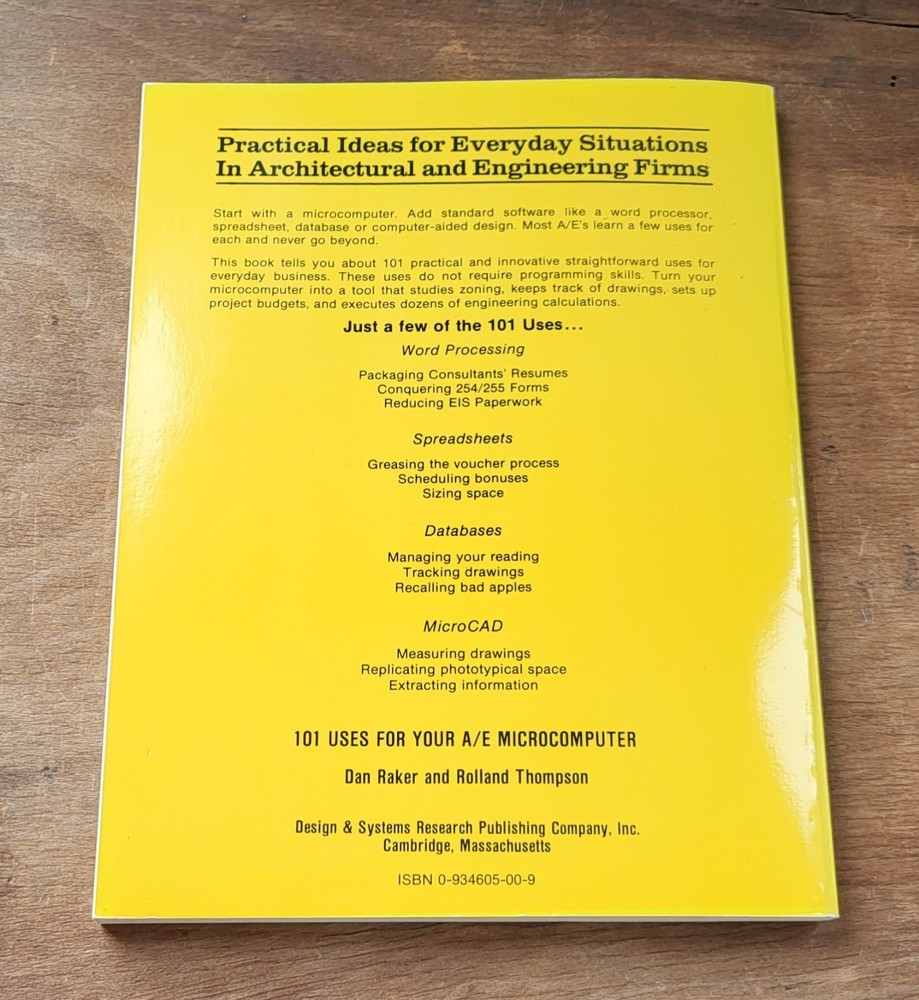 Practical Ideas for Everyday Situations
In Architectural and Engineering Firms
Start with a microcomputer. Add standard software like a word processor,
spreadsheet, database or computer-aided design. Most A/E's learn a few uses for
each and never go beyond.
This book tells you about 101 practical and innovative straightforward uses for
everyday business. These uses do not require programming skills. Turn your
microcomputer into a tool that studies zoning, keeps track of drawings, sets up
project budgets, and executes dozens of engineering calculations.
Just a few of the 101 Uses...
Word Processing
Packaging Consultants' Resumes
Conquering 254/255 Forms
Reducing EIS Paperwork
Spreadsheets
Greasing the voucher process
Scheduling bonuses
Sizing space
Databases
Managing your reading
Tracking drawings
Recalling bad apples
MicroCAD
Measuring drawings
Replicating phototypical space
Extracting information
101 USES FOR YOUR A/E MICROCOMPUTER
Dan Raker and Rolland Thompson
Design & Systems Research Publishing Company, Inc.
Cambridge, Massachusetts
ISBN 0-934605-00-9